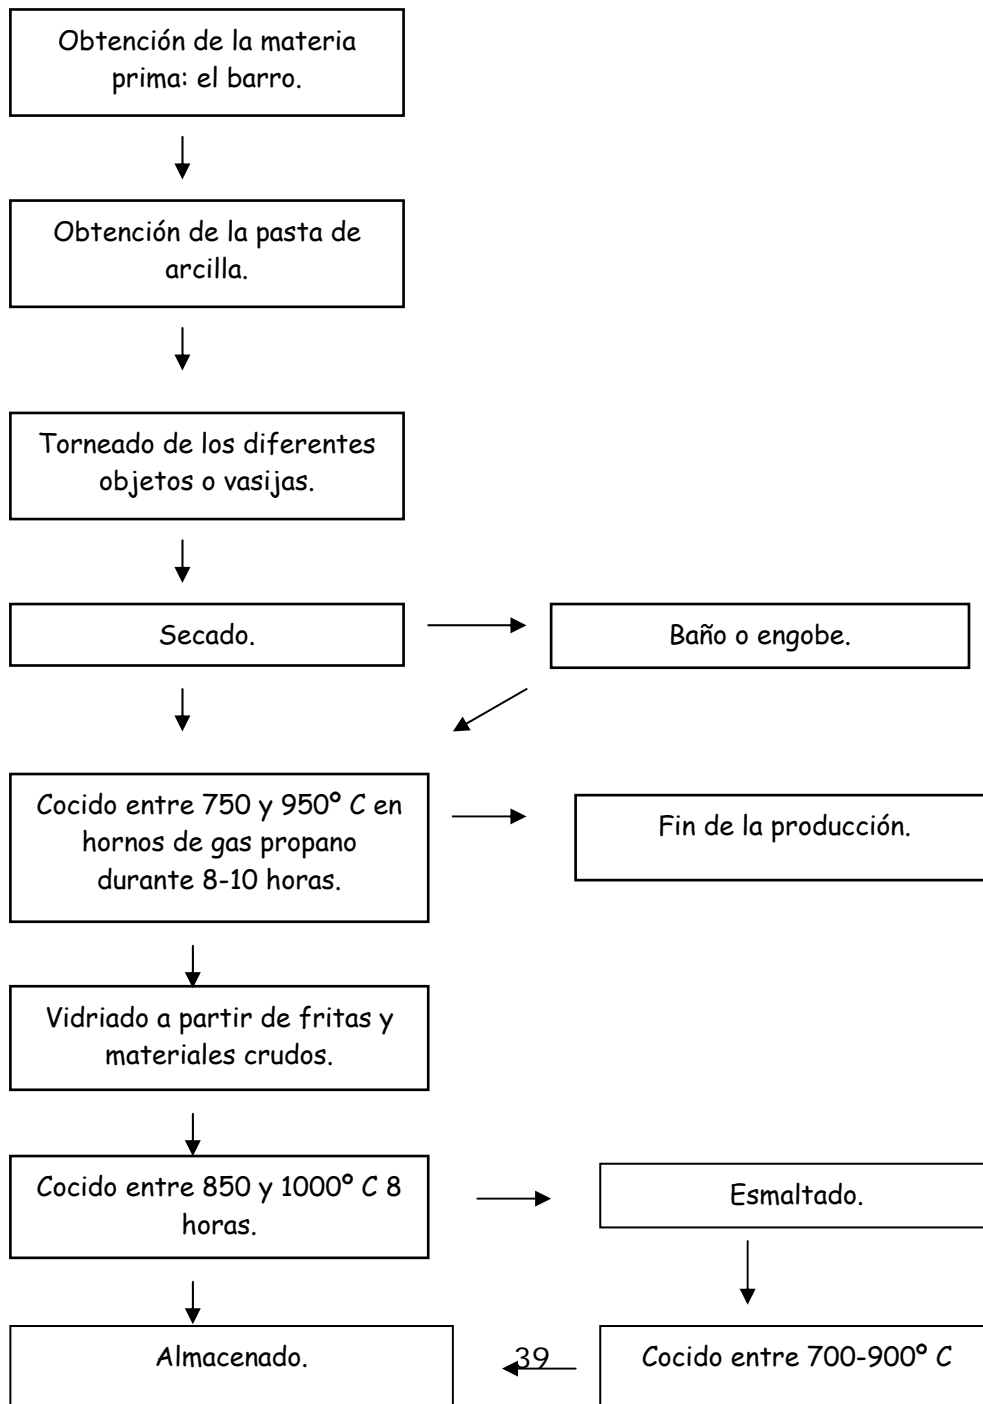 Obtención de la materia
prima: el barro.
Obtención de la pasta de
arcilla.
Torneado de los diferentes
objetos o vasijas.
Secado.
Baño o engobe.
Cocido entre 750 y 950º C en
hornos de gas propano
durante 8-10 horas.
Fin de la producción.
Vidriado a partir de fritas y
materiales crudos.
Cocido entre 850 y 1000º C 8
horas.
Esmaltado.
Almacenado.
39
Cocido entre 700-900º C